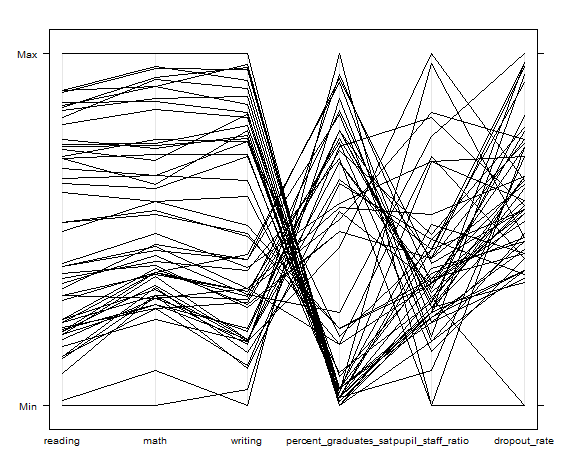 Max
Min
reading math writing percent_graduates_sat pupil_staff_ratio dropout_rate